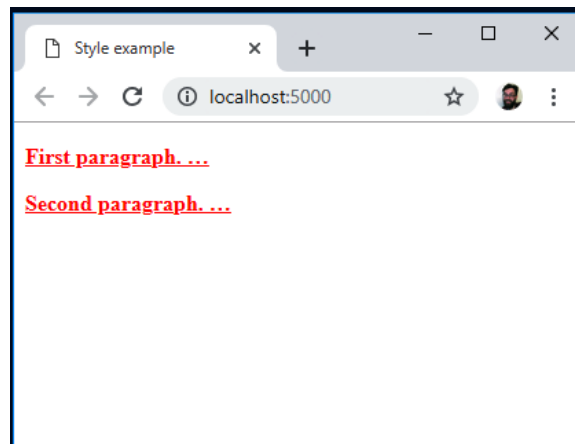 Style example
localhost:5000
First paragraph. …
Second paragraph. …